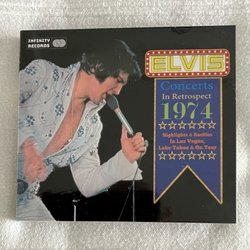 INFINITY
RECORDS
ELVIS
Concerts
In Retrospect
1974
Highlights & Rarities
In Las Vegas,
Lake Tahoe & On Tour